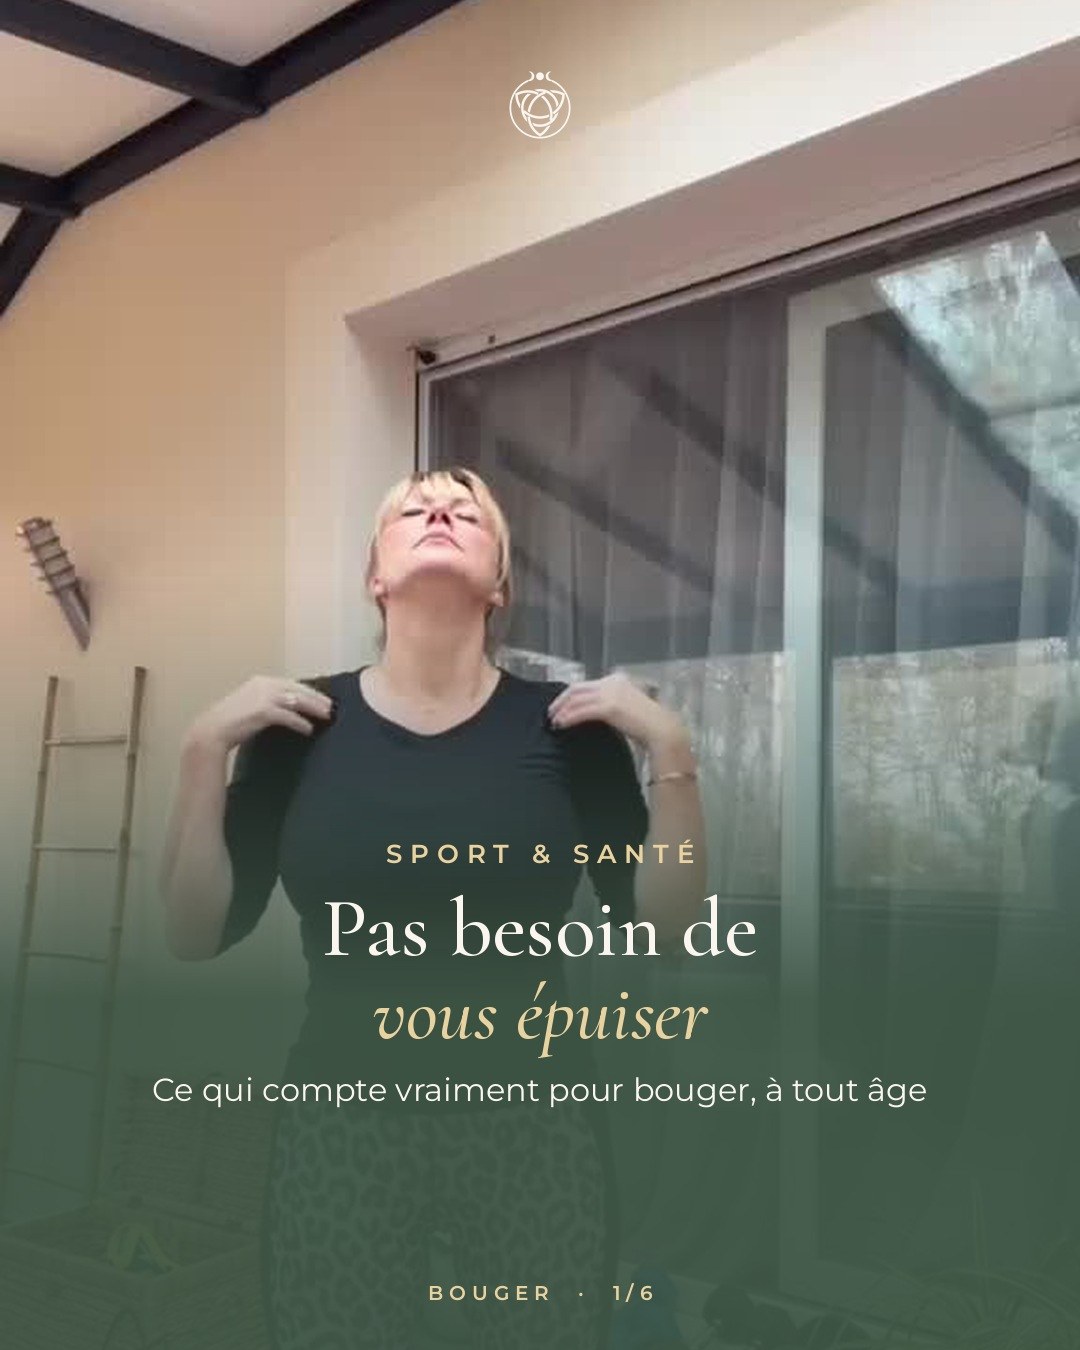 SPORT & SANTÉ
Pas besoin de
vous épuiser
Ce qui compte vraiment pour bouger, à tout âge
BOUGER · 1/6